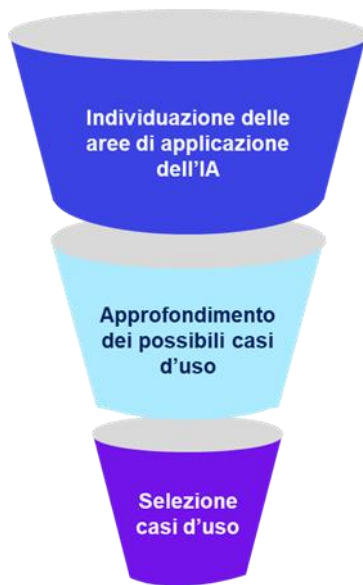 Individuazione delle
aree di applicazione
dell'IA
Approfondimento
dei possibili casi
d'uso
Selezione
casi d'uso